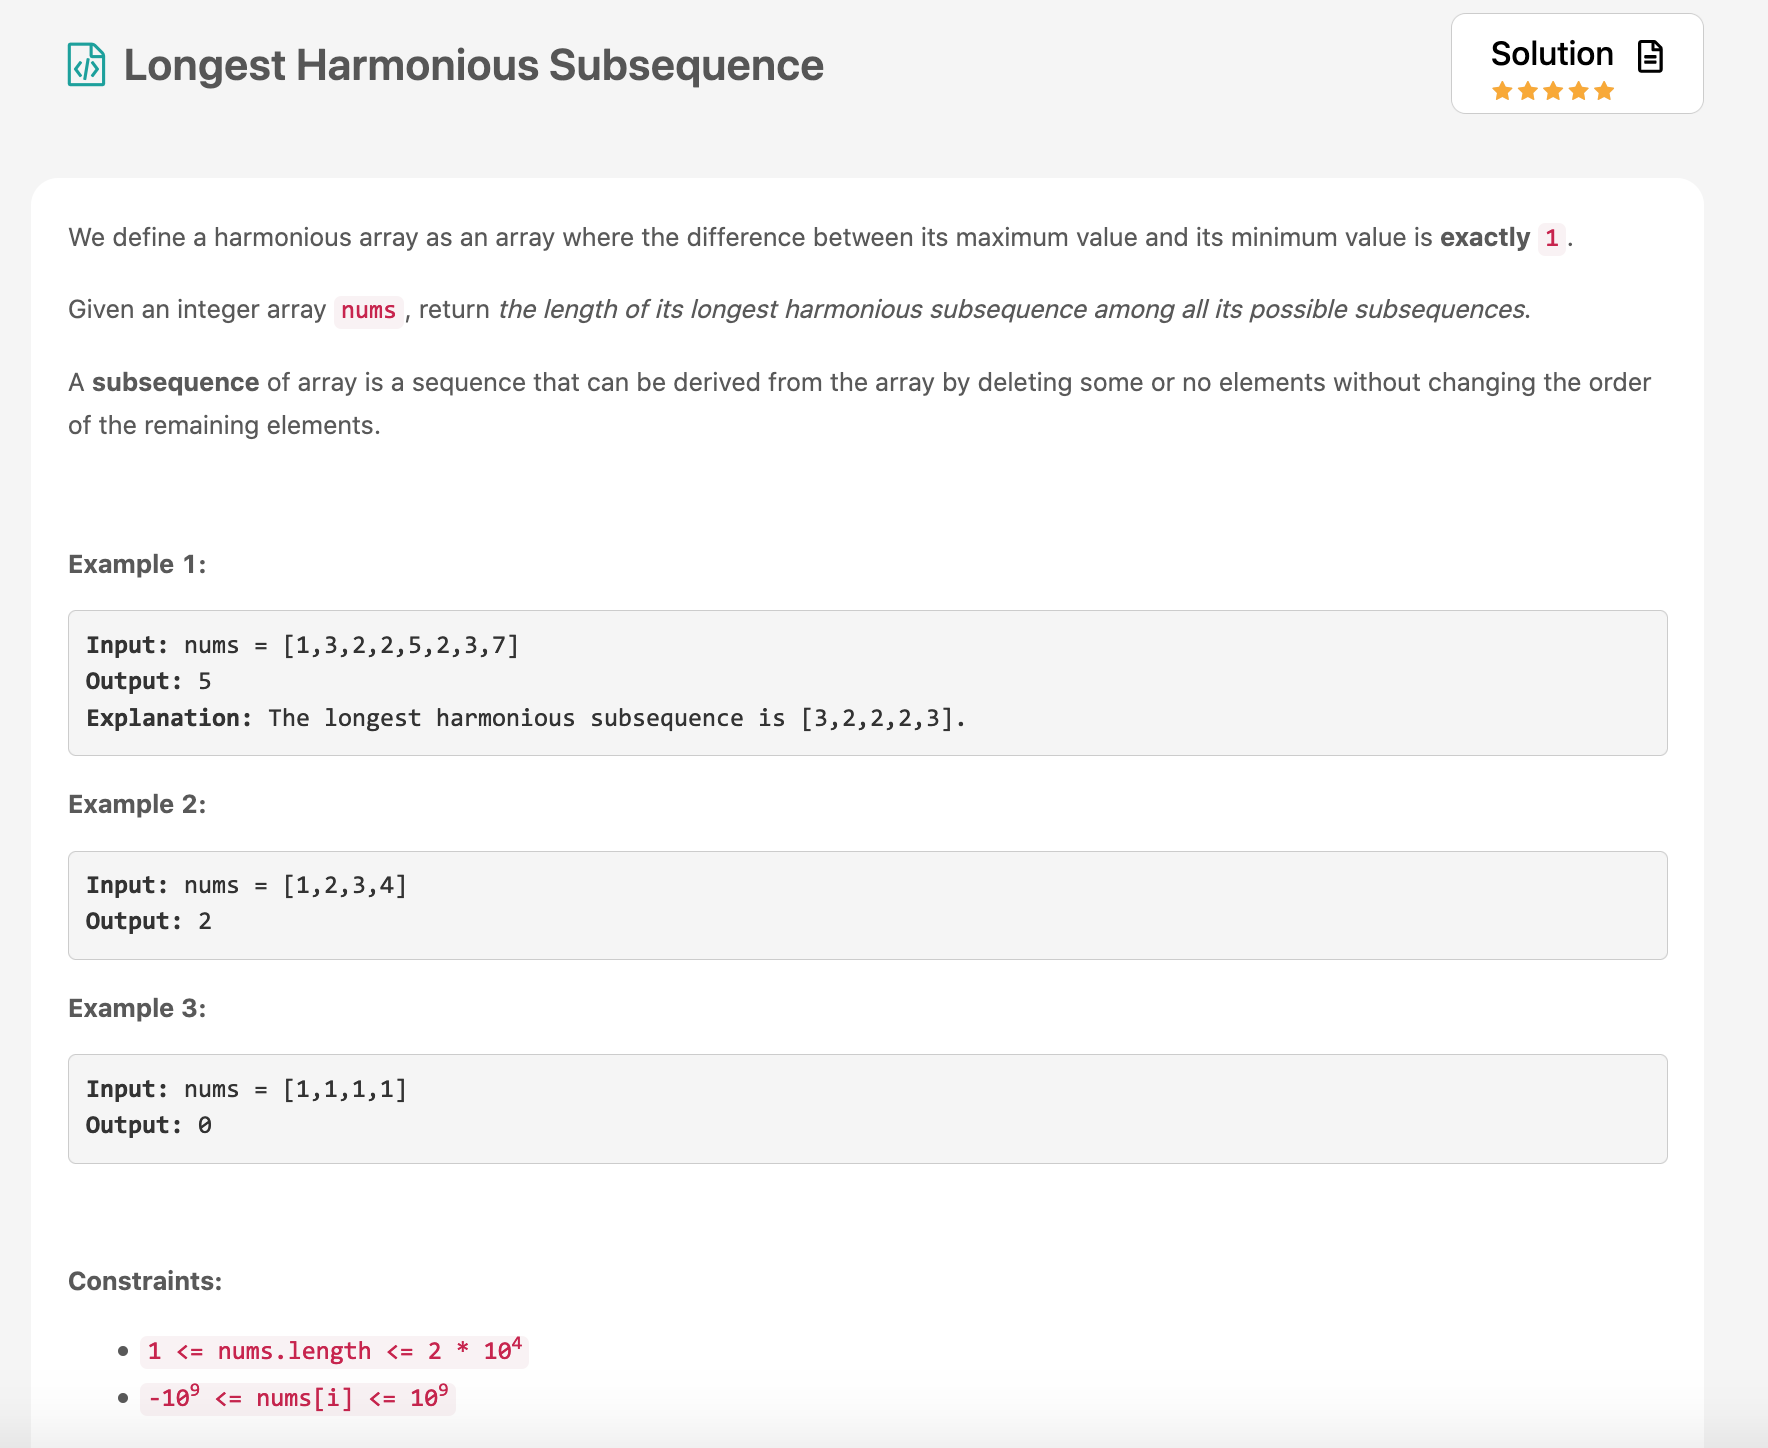 Longest Harmonious Subsequence
Solution
We define a harmonious array as an array where the difference between its maximum value and its minimum value is exactly 1.
Given an integer array nums, return the length of its longest harmonious subsequence among all its possible subsequences.
A subsequence of array is a sequence that can be derived from the array by deleting some or no elements without changing the order
of the remaining elements.
Example 1:
Input: nums = [1,3,2,2,5,2,3,7]
Output: 5
Explanation: The longest harmonious subsequence is [3,2,2,2,3].
Example 2:
Input: nums = [1,2,3,4]
Output: 2
Example 3:
Input: nums = [1,1,1,1]
Output: 0
Constraints:
• 1 <= nums.length <= 2 * 10⁴
• -10⁹ <= nums[i] <= 10⁹